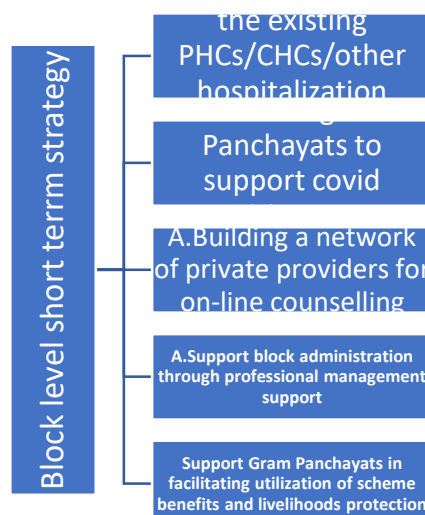 Block level short terrm strategy
the existing
PHCs/CHCs/other
hospitalization
Panchayats to
support covid
A.Building a network
of private providers for
on-line counselling
A.Support block administration
through professional management
support
Support Gram Panchayats in
facilitating utilization of scheme
benefits and livelihoods protection